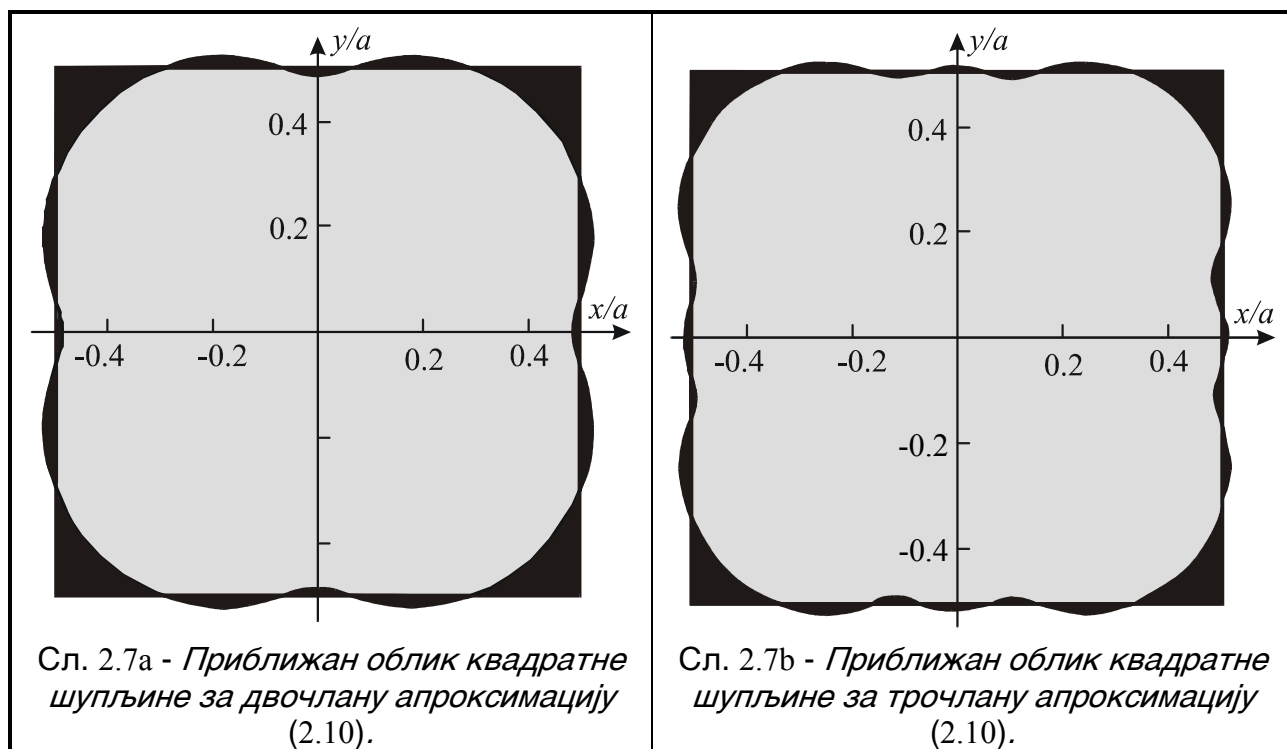 y/a
0.4
0.2
x/a
-0.4
-0.2
0.2
0.4
Сл. 2.7a - Приближан облик квадратне
шупљине за двочлану апроксимацију
(2.10).
y/a
0.4
0.2
x/a
-0.4
-0.2
0.2
0.4
-0.2
-0.4
Сл. 2.7b - Приближан облик квадратне
шупљине за трочлану апроксимацију
(2.10).